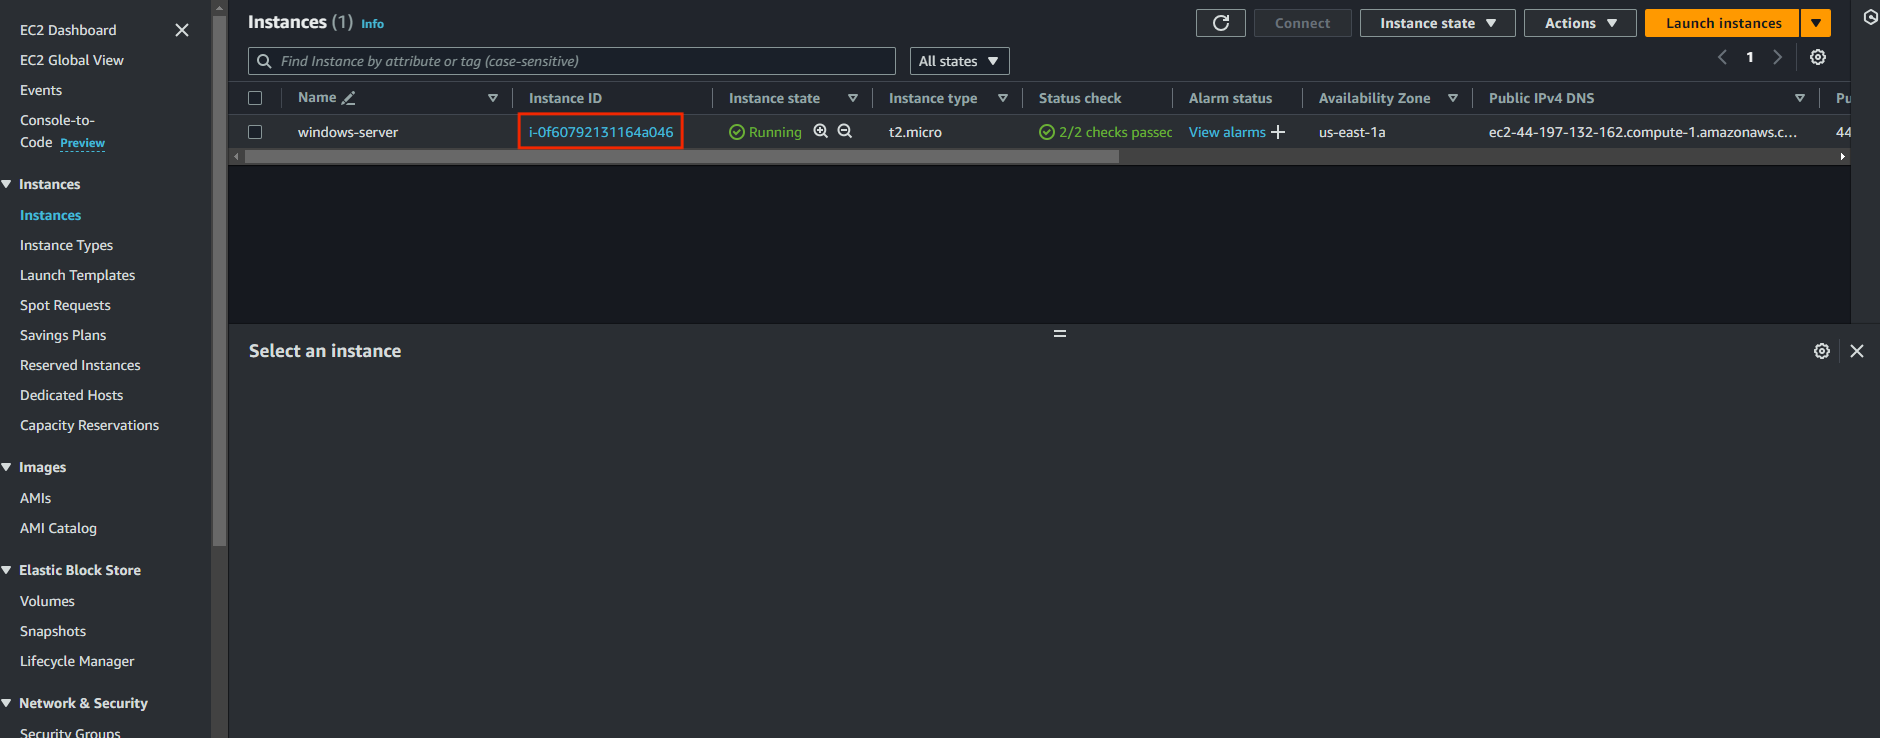 EC2 Dashboard
EC2 Global View
Events
Console-to-
Code Preview
Instances
Instances
Instance Types
Launch Templates
Spot Requests
Savings Plans
Reserved Instances
Dedicated Hosts
Capacity Reservations
Images
AMIs
AMI Catalog
Elastic Block Store
Volumes
Snapshots
Lifecycle Manager
Network & Security
Security Groups
Instances (1) Info
Connect
Instance state
Actions
Launch instances
Find Instance by attribute or tag (case-sensitive)
All states
1
Name Instance ID Instance state Instance type Status check Alarm status Availability Zone Public IPv4 DNS Pu
windows-server i-0f60792131164a046 Running t2.micro 2/2 checks passec View alarms + us-east-1a ec2-44-197-132-162.compute-1.amazonaws.c... 44
Select an instance